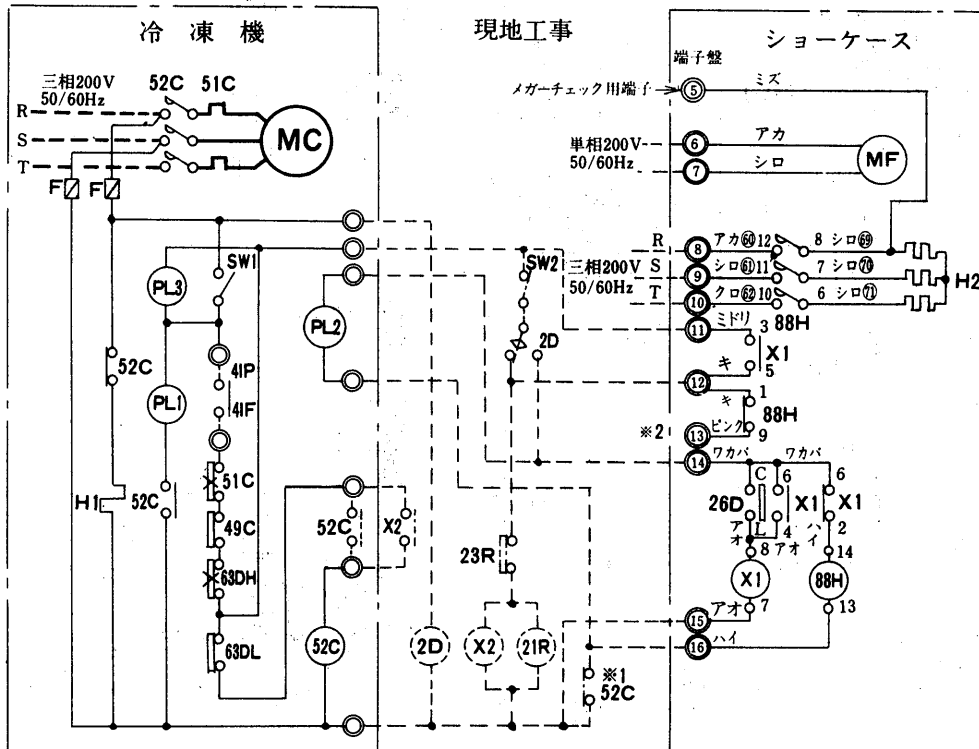 冷凍機
現地工事
ショーケース
三相200V
50/60Hz
52C
51C
R
S
T
MC
F
F
端子盤
メガーチェック用端子
⑤
ミズ
単相200V
50/60Hz
⑥
アカ
⑦
シロ
MF
R
S
T
三相200V
50/60Hz
⑧
アカ㉠
12
8
シロ
⑨
シロ
11
7
シロ
⑩
クロ
10
6
シロ
88H
H2
PL3
SW1
PL2
SW2
2D
⑪
ミドリ
3
X1
5
キ
⑫
キ
1
88H
※2
⑬
ピンク
9
⑭
ワカバ
ワカバ
52C
PL1
41P
41F
51C
49C
63DH
63DL
H1
52C
52C
X2
52C
23R
2D
X2
21R
※1
52C
26D
C
L
6
X1
4
6
X1
2
アオ
アオ
ハイ
8
14
X1
88H
7
13
⑮
アオ
⑯
ハイ